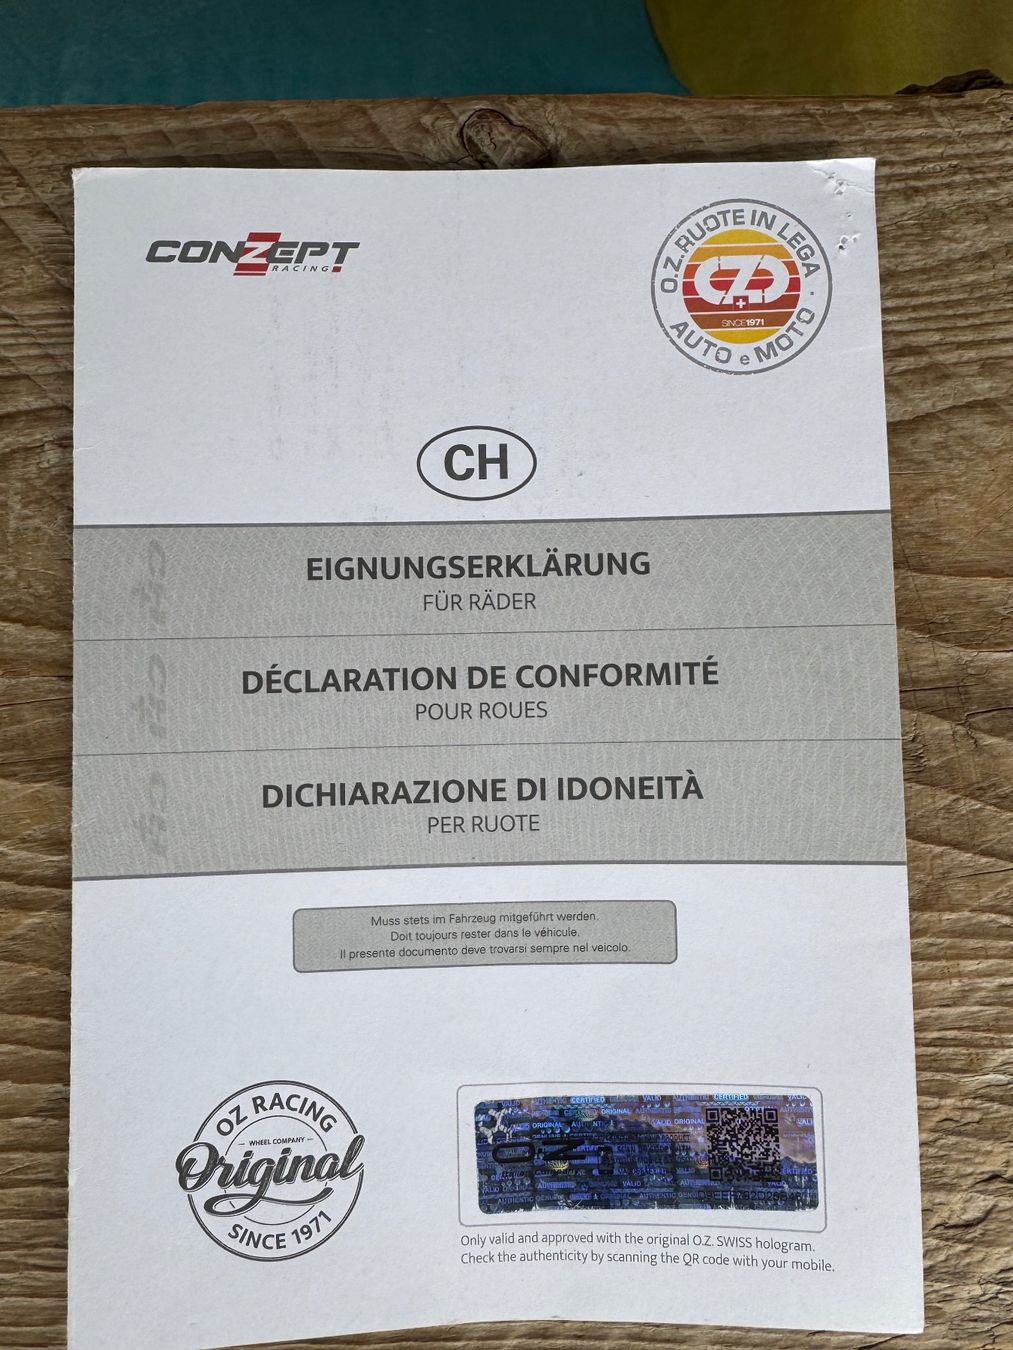 CONZEPT
RACING
O.Z. RUOTE IN LEGA
OZ
SINCE1971
AUTO e MOTO
CH
EIGNUNGSERKLÄRUNG
FÜR RÄDER
DÉCLARATION DE CONFORMITÉ
POUR ROUES
DICHIARAZIONE DI IDONEITÀ
PER RUOTE
Muss stets im Fahrzeug mitgeführt werden.
Doit toujours rester dans le véhicule.
Il presente documento deve trovarsi sempre nel veicolo.
OZ RACING
WHEEL COMPANY
Original
SINCE 1971
CERTIFIED
ORIGINAL
Only valid and approved with the original O.Z. SWISS hologram.
Check the authenticity by scanning the QR code with your mobile.